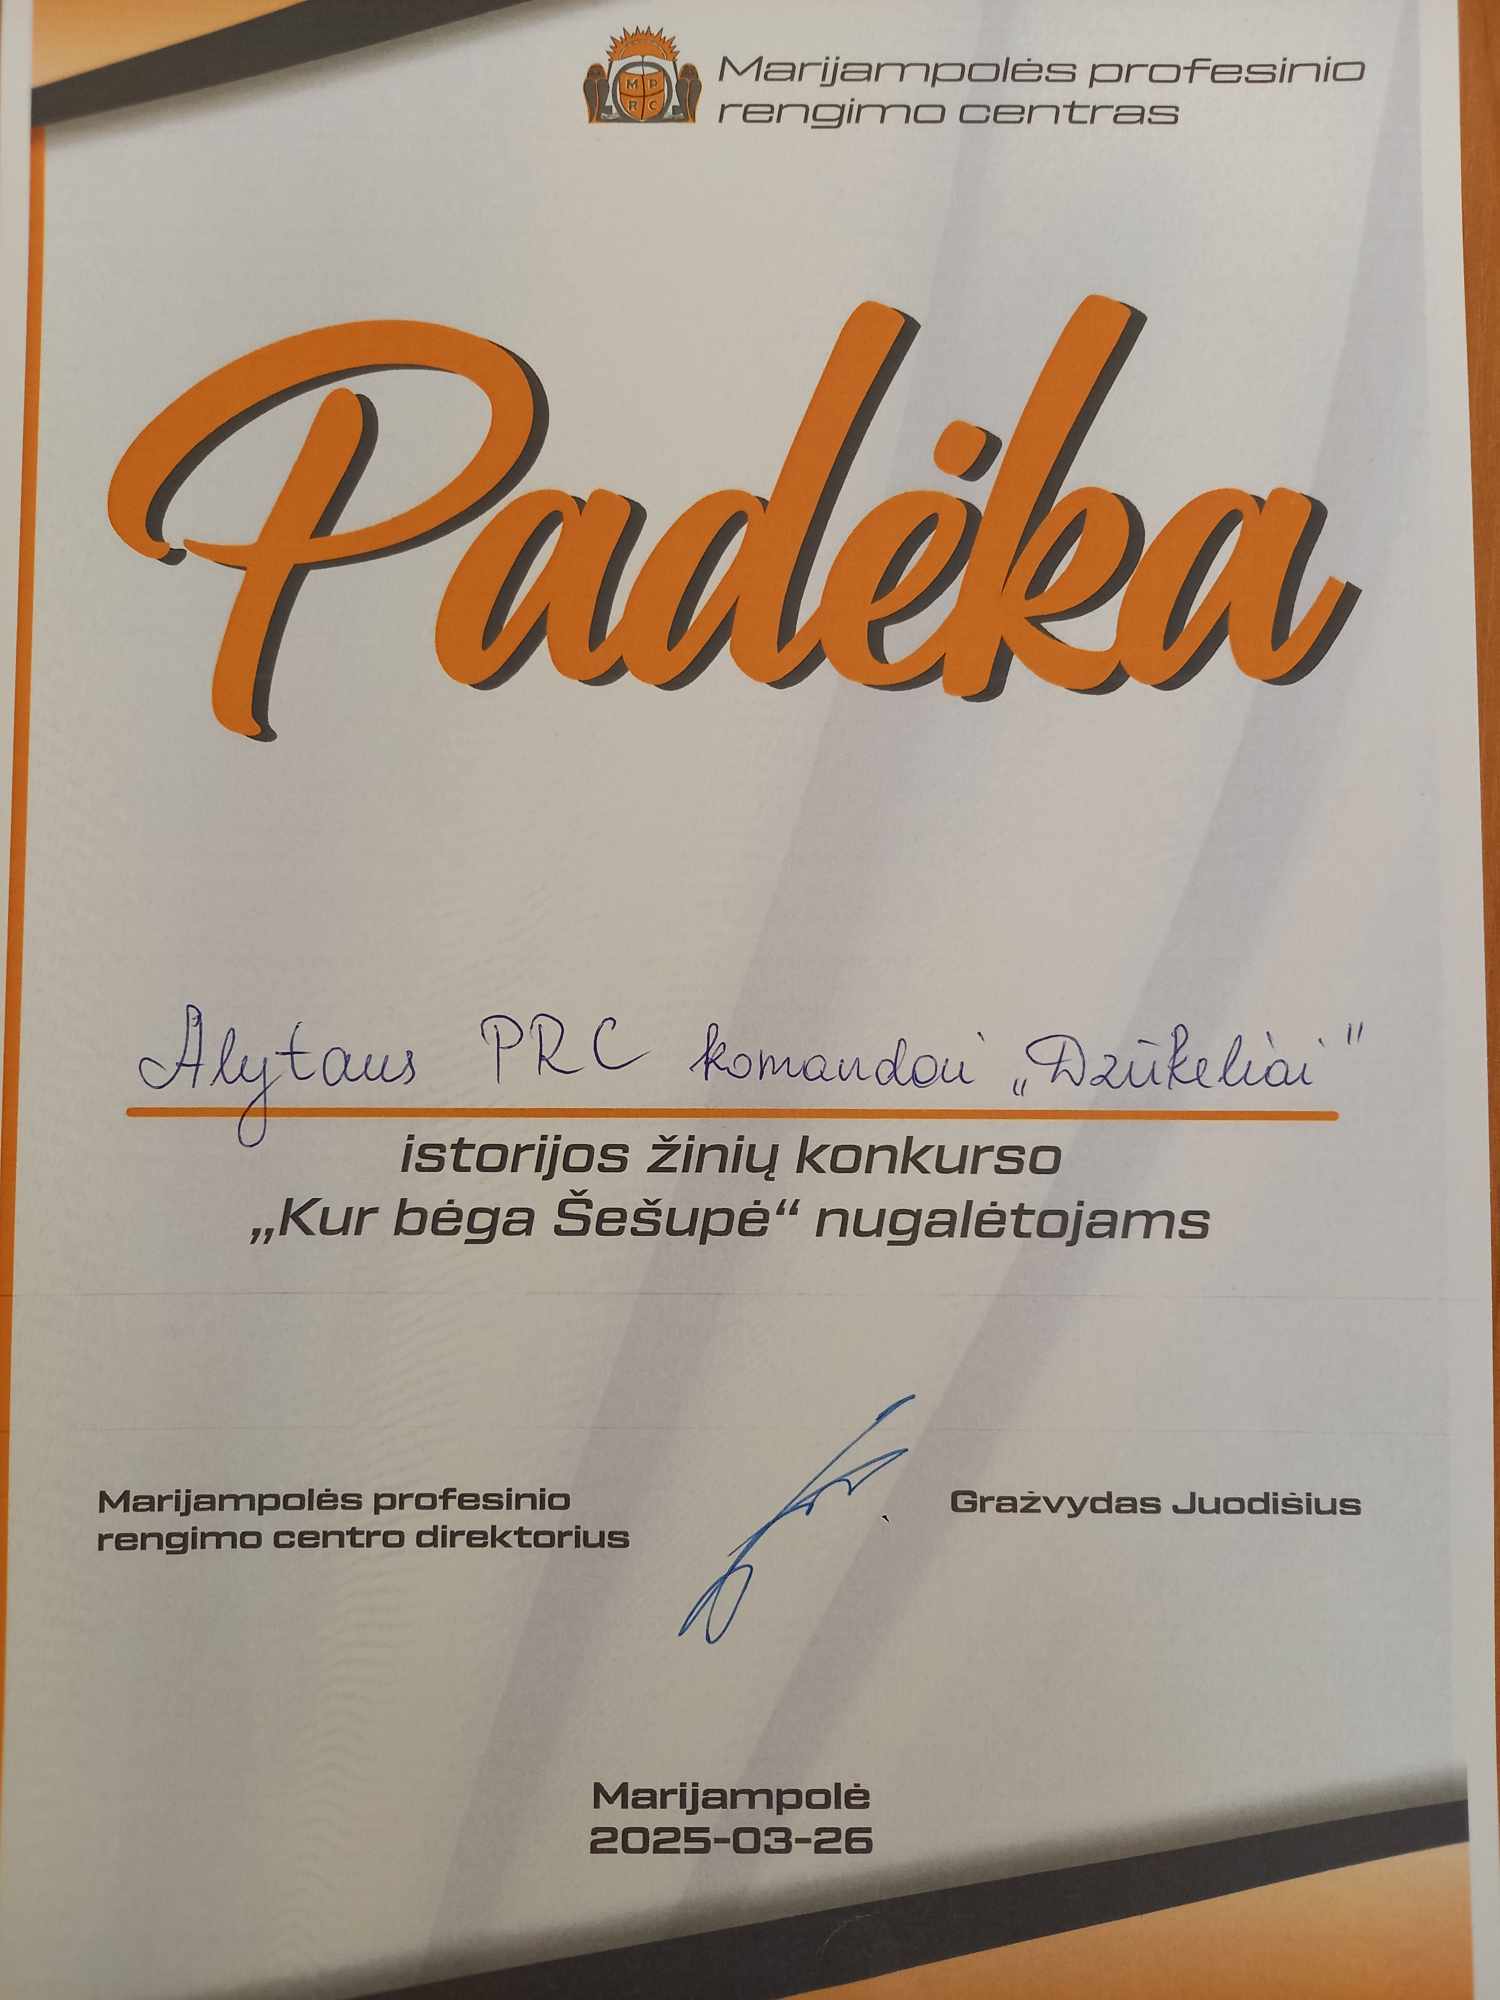 M P
R C
Marijampolės profesinio
rengimo centras
Padėka
Alytaus PRC komandai „Dzūkeliai"
istorijos žinių konkurso
„Kur bėga Šešupė“ nugalėtojams
Marijampolės profesinio
rengimo centro direktorius
Gražvydas Juodišius
Marijampolė
2025-03-26